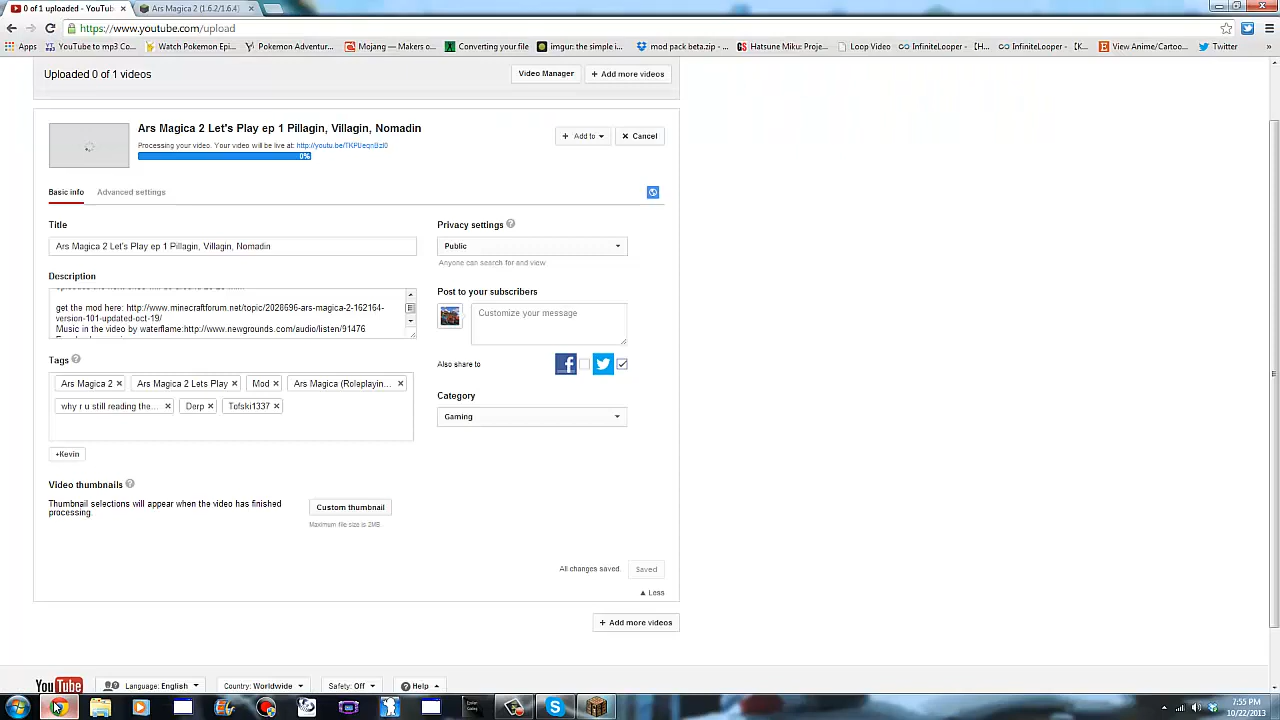 0 of 1 uploaded - YouTube
Ars Magica 2 (1.6.2/1.6.4)
https://www.youtube.com/upload
Apps YouTube to mp3 C Watch Pokemon Epi... Pokemon Adventur... Mojang — Makers o... Converting your file imgur: the simple i... mod pack beta.zip - ... Hatsune Miku: Proje... Loop Video InfiniteLooper - [H... InfiniteLooper - [K... View Anime/Cartoo... Twitter »
Uploaded 0 of 1 videos
Video Manager
+ Add more videos
Ars Magica 2 Let's Play ep 1 Pillagin, Villagin, Nomadin
+ Add to
× Cancel
Processing your video. Your video will be live at:
0%
Basic info
Advanced settings
Title
Ars Magica 2 Let's Play ep 1 Pillagin, Villagin, Nomadin
Privacy settings ?
Public
Anyone can search for and view
Description
get the mod here: http://www.minecraftforum.net/topic/2028696-ars-magica-2-162164-
version-101-updated-oct-19/
Music in the video by waterflame:http://www.newgrounds.com/audio/listen/91476
Post to your subscribers
Customize your message
Also share to
Tags ?
Ars Magica 2 × Ars Magica 2 Lets Play × Mod × Ars Magica (Roleplayin... ×
why r u still reading the... × Derp × Tofski1337 ×
+Kevin
Category
Gaming
Video thumbnails ?
Thumbnail selections will appear when the video has finished
processing.
Custom thumbnail
Maximum file size is 2MB
All changes saved.
Saved
▲ Less
+ Add more videos
YouTube
Language: English
Country: Worldwide
Safety: Off
Help
7:55 PM
10/22/2013